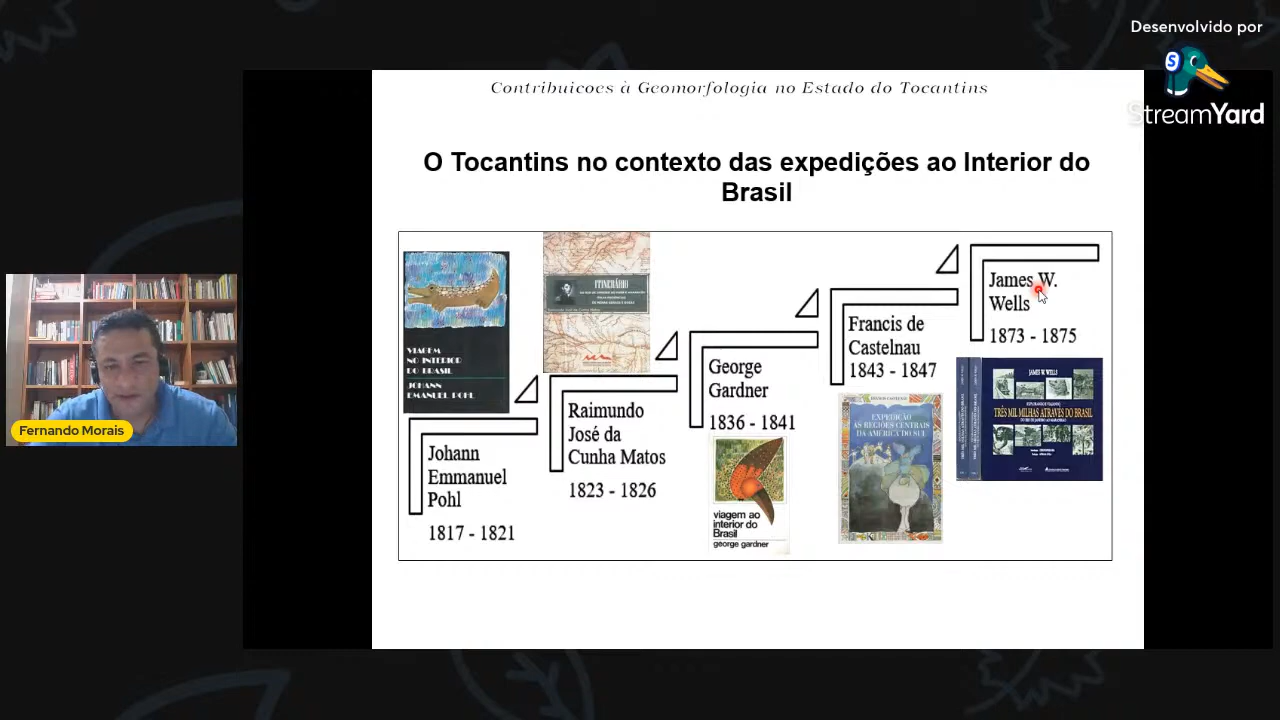 Desenvolvido por
StreamYard
Contribuicoes à Geomorfologia no Estado do Tocantins
O Tocantins no contexto das expedições ao Interior do
Brasil
VIAGEM
NO INTERIOR
DO BRASIL
JOHANN
EMANUEL POHL
Johann
Emmanuel
Pohl
1817 - 1821
ITINERÁRIO
Raimundo
José da
Cunha Matos
1823 - 1826
George
Gardner
1836 - 1841
viagem ao
interior do
Brasil
george gardner
Francis de
Castelnau
1843 - 1847
EXPEDIÇÃO
ÀS REGIÕES CENTRAIS
DA AMÉRICA DO SUL
James W.
Wells
1873 - 1875
JAMES W. WELLS
TRÊS MIL MILHAS ATRAVÉS DO BRASIL
Fernando Morais